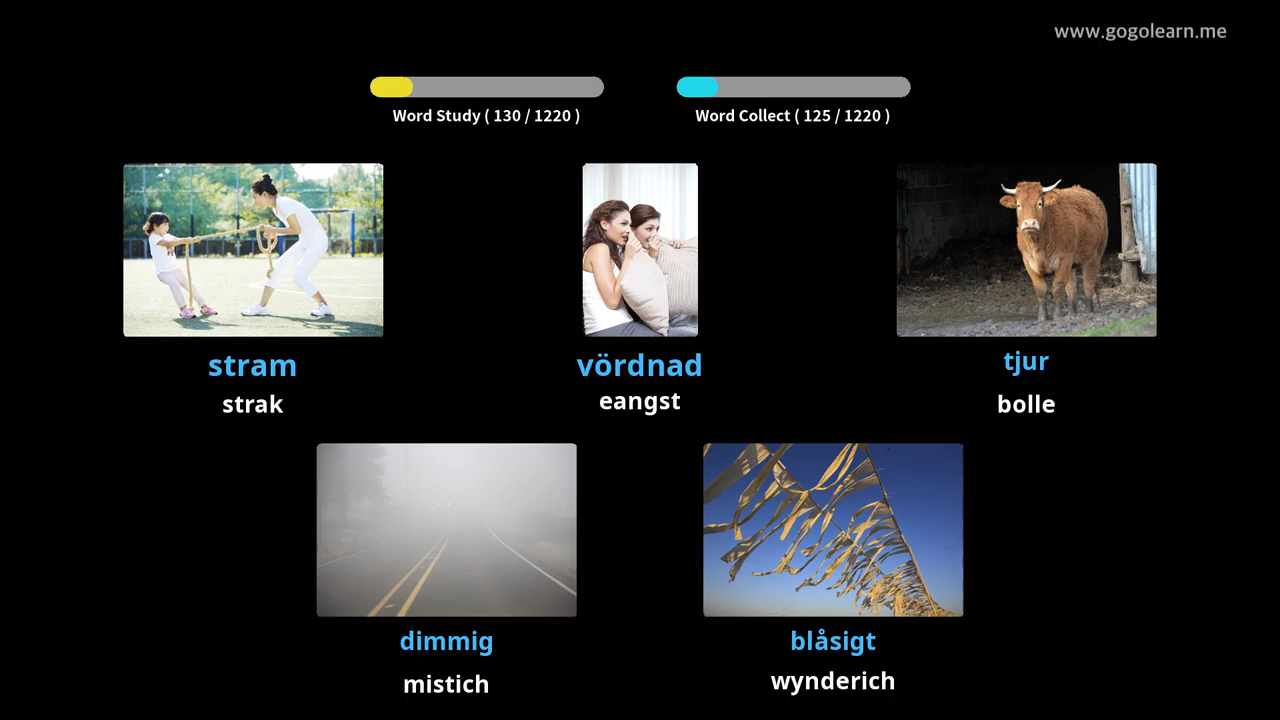 www.gogolearn.me
Word Study ( 130 / 1220 )
Word Collect ( 125 / 1220 )
stram
strak
vördnad
eangst
tjur
bolle
dimmig
mistich
blåsigt
wynderich